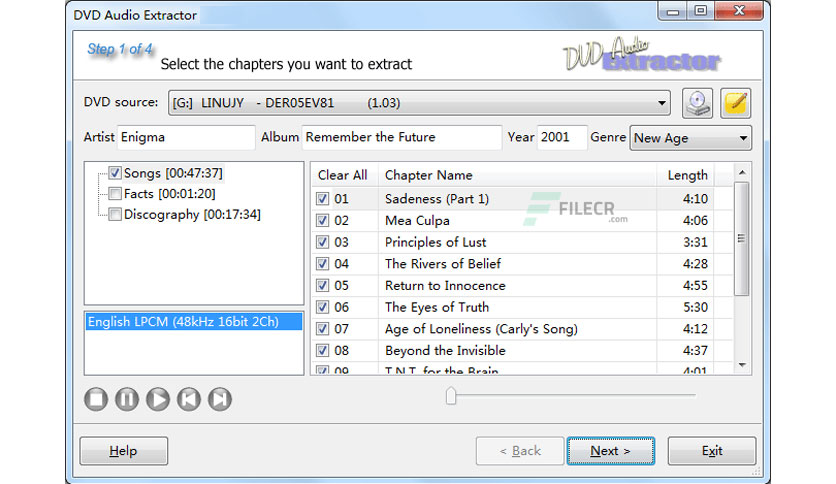 DVD Audio Extractor
Step 1 of 4
Select the chapters you want to extract
DVD Audio Extractor
DVD source: [G:] LINUJY - DER05EV81 (1.03)
Artist Enigma Album Remember the Future Year 2001 Genre New Age
Songs [00:47:37]
Facts [00:01:20]
Discography [00:17:34]
English LPCM (48kHz 16bit 2Ch)
Clear All Chapter Name Length
01 Sadeness (Part 1) 4:10
02 Mea Culpa 4:06
03 Principles of Lust 3:31
04 The Rivers of Belief 4:28
05 Return to Innocence 4:55
06 The Eyes of Truth 5:30
07 Age of Loneliness (Carly's Song) 4:12
08 Beyond the Invisible 4:37
09 T.N.T. for the Brain 4:01
FILECR
.com
Help < Back Next > Exit